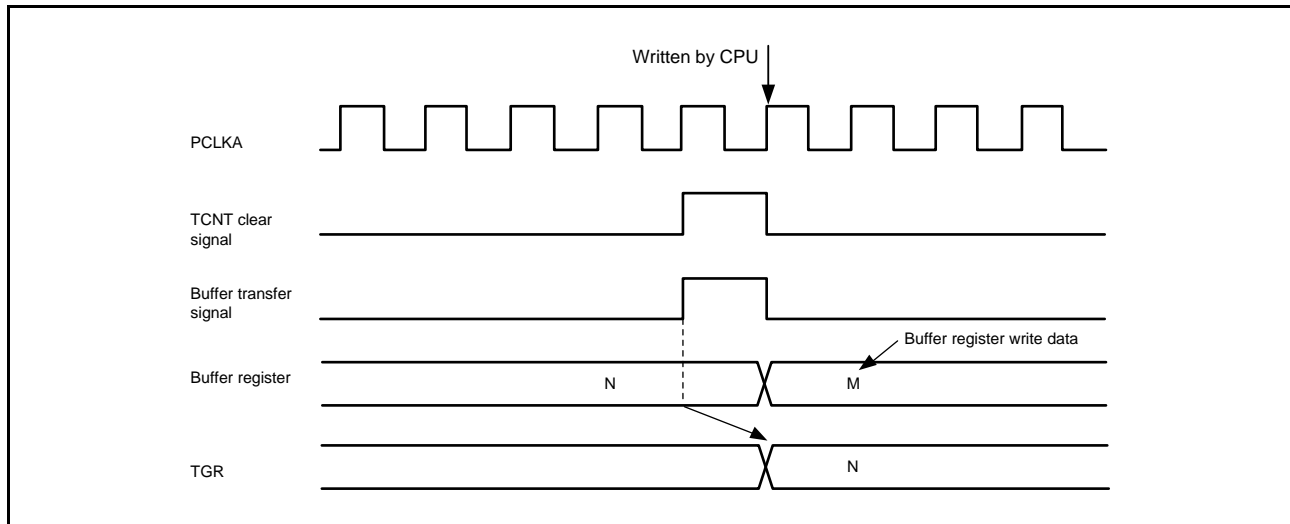 Written by CPU
PCLKA
TCNT clear
signal
Buffer transfer
signal
Buffer register write data
Buffer register
N
M
TGR
N